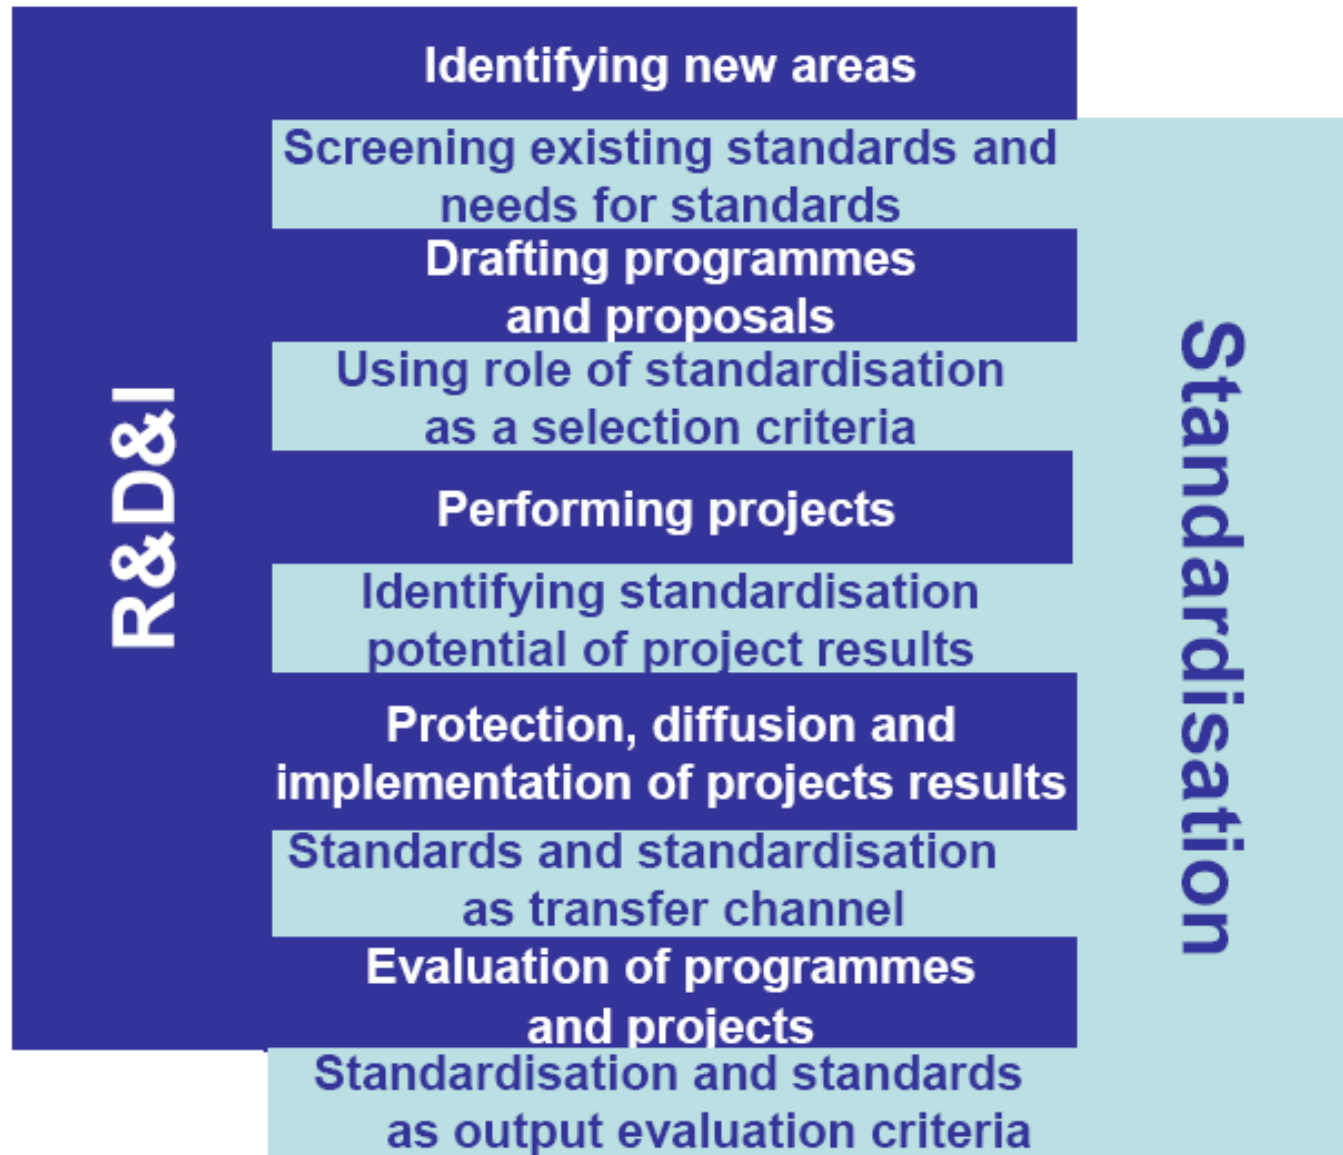 R&D&I
Identifying new areas
Screening existing standards and
needs for standards
Drafting programmes
and proposals
Using role of standardisation
as a selection criteria
Performing projects
Identifying standardisation
potential of project results
Protection, diffusion and
implementation of projects results
Standards and standardisation
as transfer channel
Evaluation of programmes
and projects
Standardisation and standards
as output evaluation criteria
Standardisation